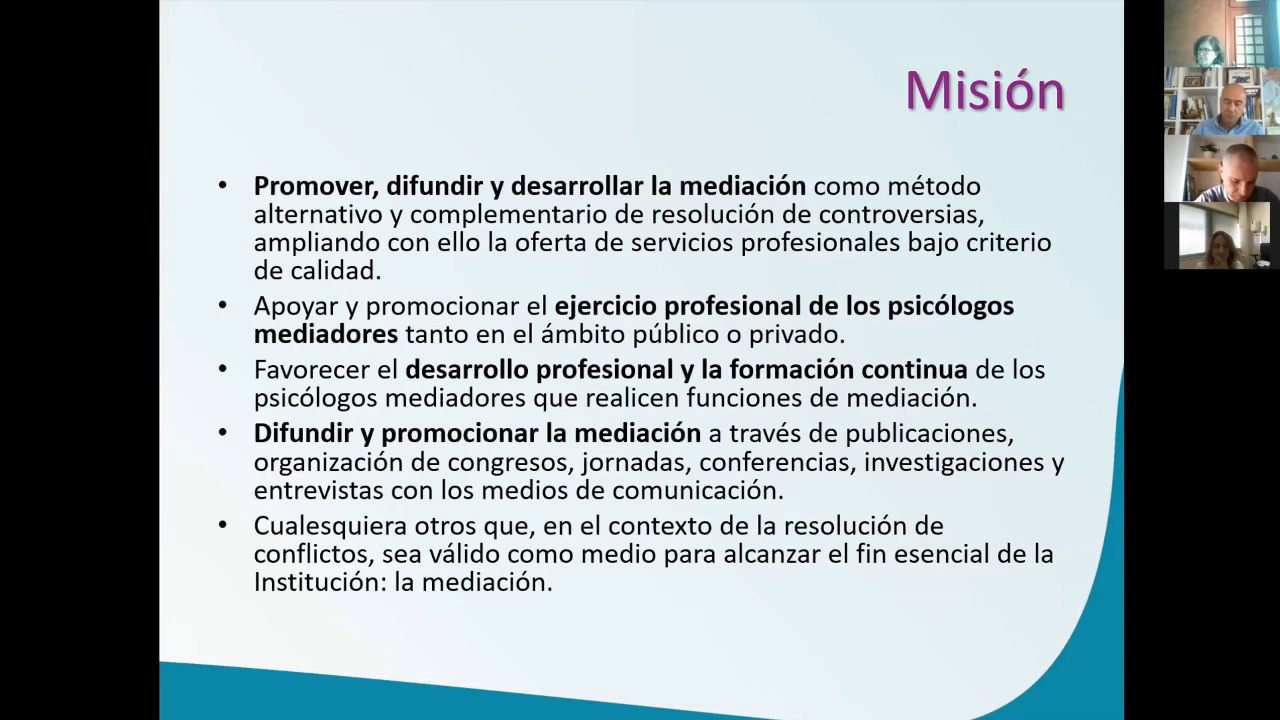 Misión
• Promover, difundir y desarrollar la mediación como método
alternativo y complementario de resolución de controversias,
ampliando con ello la oferta de servicios profesionales bajo criterio
de calidad.
• Apoyar y promocionar el ejercicio profesional de los psicólogos
mediadores tanto en el ámbito público o privado.
• Favorecer el desarrollo profesional y la formación continua de los
psicólogos mediadores que realicen funciones de mediación.
• Difundir y promocionar la mediación a través de publicaciones,
organización de congresos, jornadas, conferencias, investigaciones y
entrevistas con los medios de comunicación.
• Cualesquiera otros que, en el contexto de la resolución de
conflictos, sea válido como medio para alcanzar el fin esencial de la
Institución: la mediación.